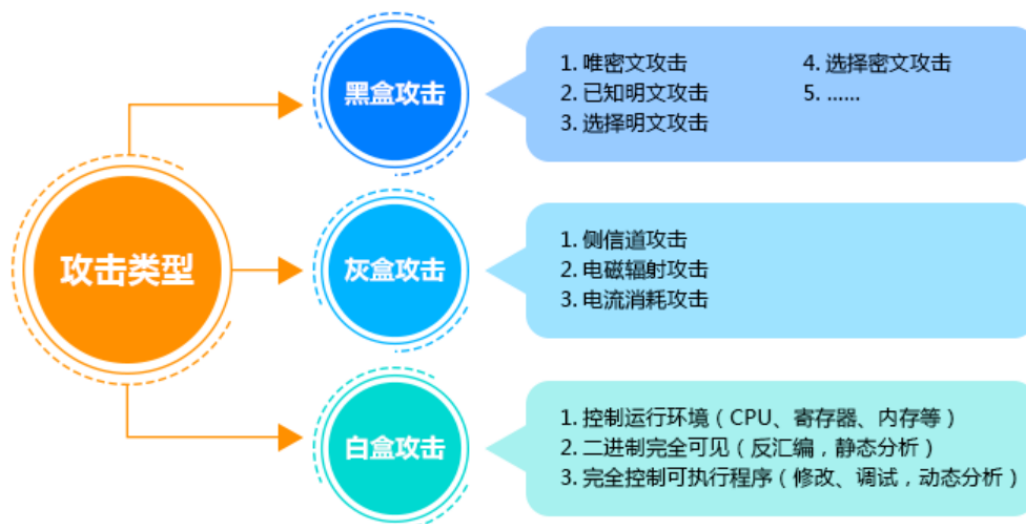 攻击类型
黑盒攻击
1. 唯密文攻击
2. 已知明文攻击
3. 选择明文攻击
4. 选择密文攻击
5. ......
灰盒攻击
1. 侧信道攻击
2. 电磁辐射攻击
3. 电流消耗攻击
白盒攻击
1. 控制运行环境（CPU、寄存器、内存等）
2. 二进制完全可见（反汇编，静态分析）
3. 完全控制可执行程序（修改、调试，动态分析）